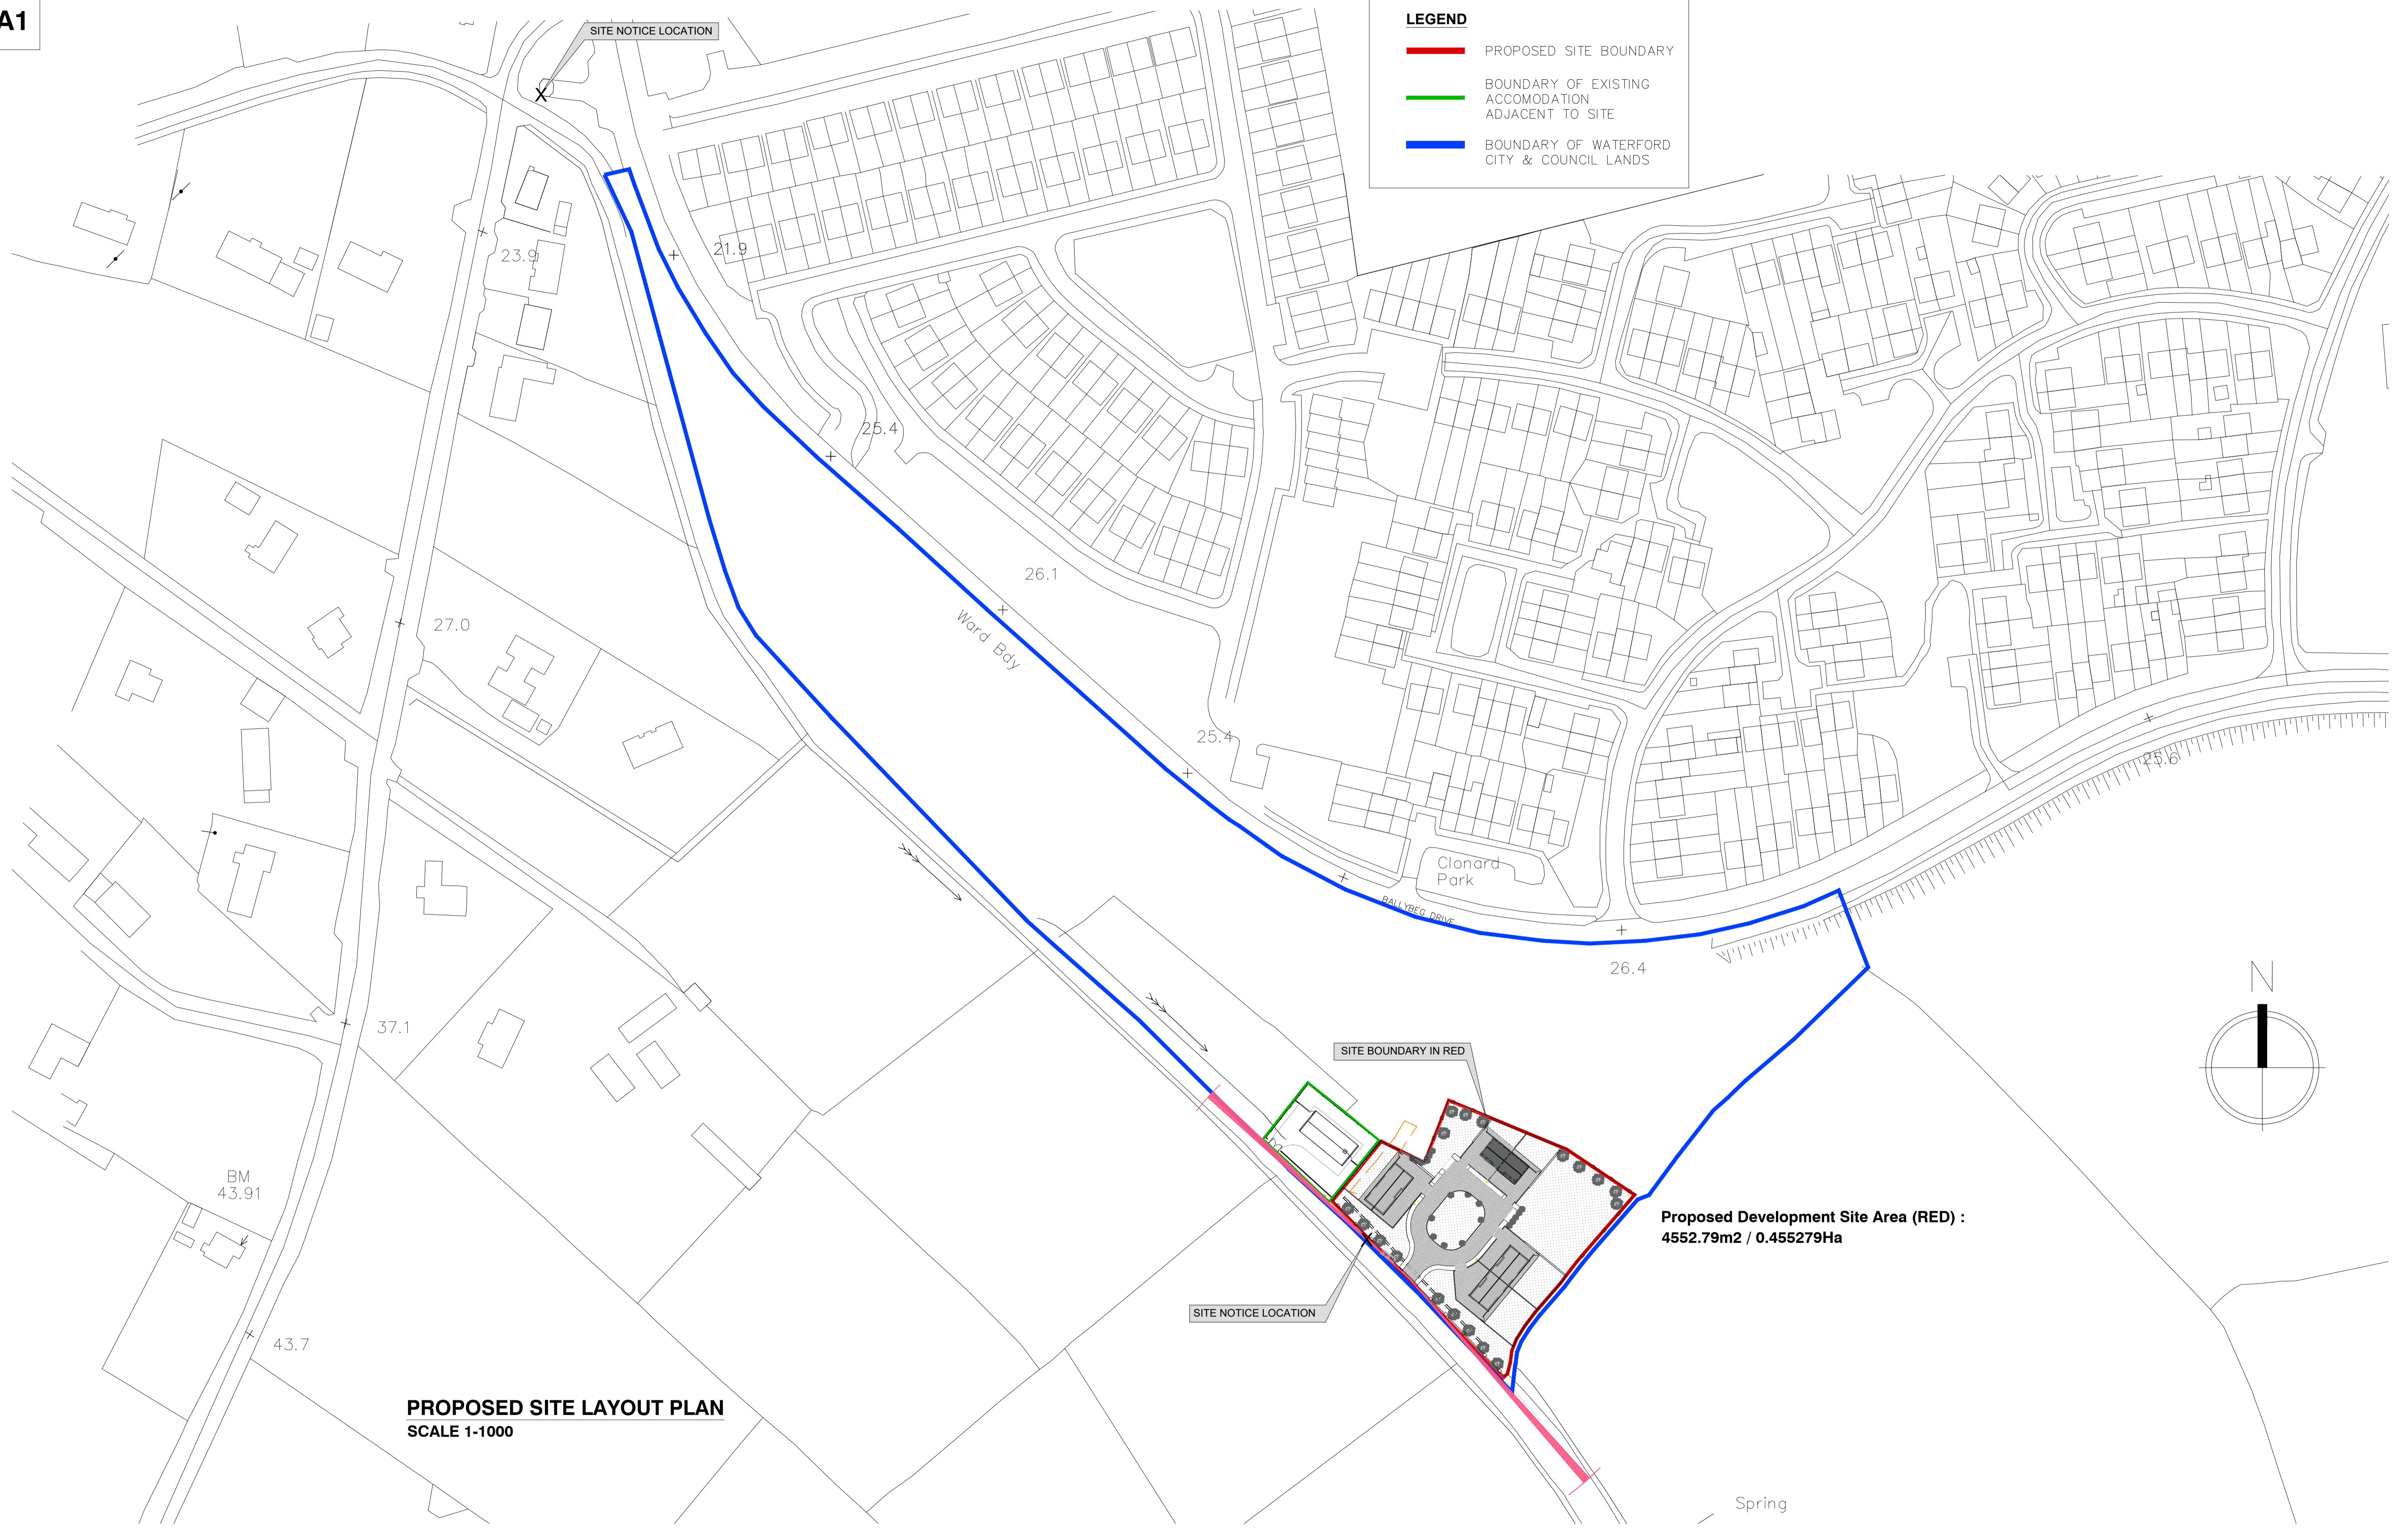 A1
SITE NOTICE LOCATION
LEGEND
PROPOSED SITE BOUNDARY
BOUNDARY OF EXISTING
ACCOMODATION
ADJACENT TO SITE
BOUNDARY OF WATERFORD
CITY & COUNCIL LANDS
23.9
21.9
25.4
26.1
27.0
Ward Bdy
25.4
25.6
Clonard
Park
BALLYBEG DRIVE
26.4
N
37.1
SITE BOUNDARY IN RED
BM
43.91
Proposed Development Site Area (RED) :
4552.79m2 / 0.455279Ha
SITE NOTICE LOCATION
43.7
PROPOSED SITE LAYOUT PLAN
SCALE 1-1000
Spring